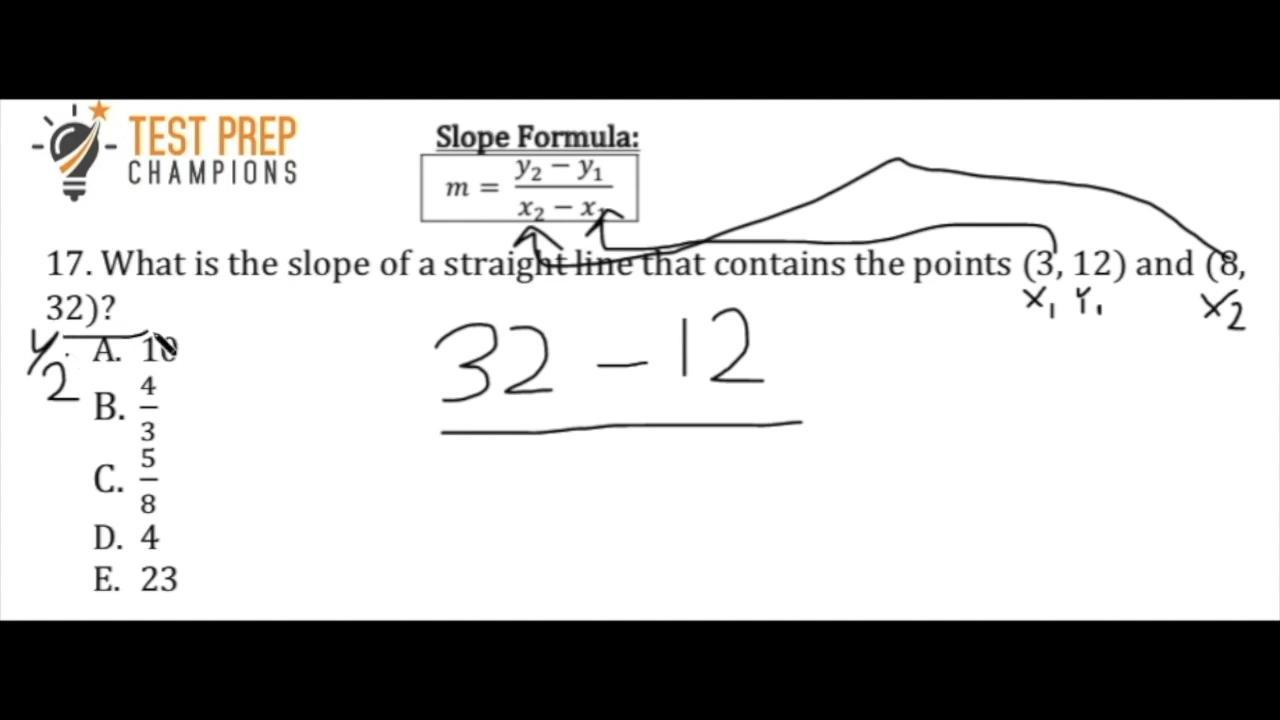 TEST PREP
CHAMPIONS
Slope Formula:
m = y₂ − y₁ / x₂ − x₁
17. What is the slope of a straight line that contains the points (3, 12) and (8,
32)?
x₁ Y₁ x₂
Y₂
32 − 12
A. 10
B. 4/3
C. 5/8
D. 4
E. 23